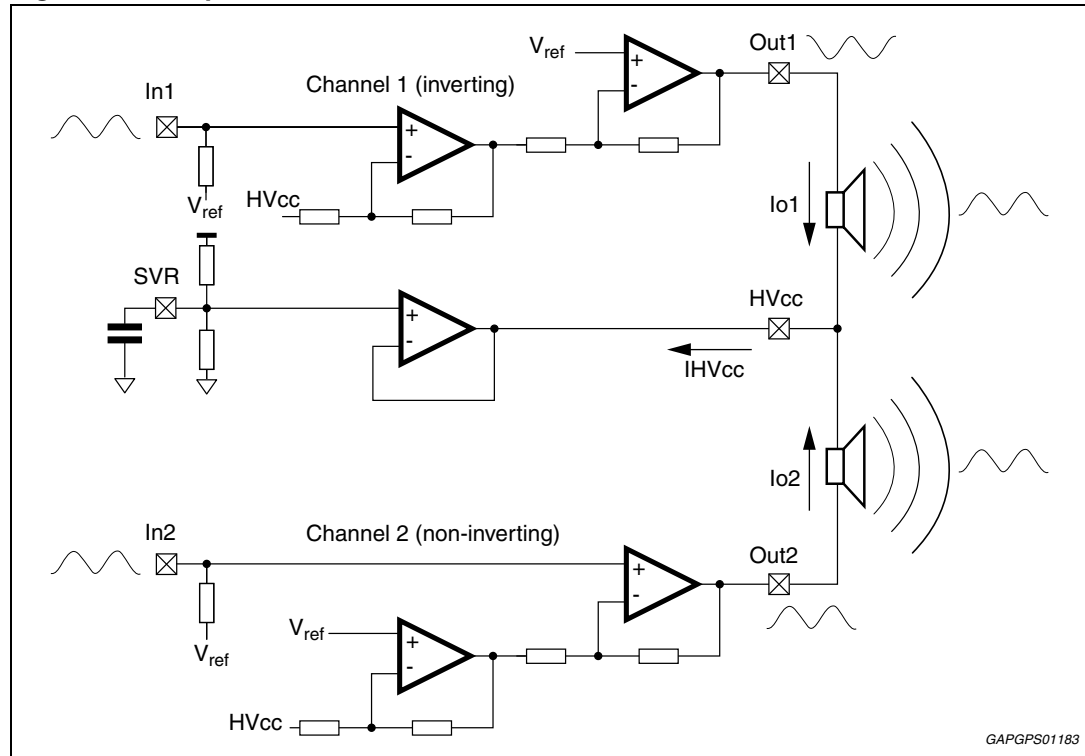 Out1
Vref
Channel 1 (inverting)
In1
+
-
+
-
HVcc
Vref
Io1
SVR
HVcc
+
-
IHVcc
Io2
In2
Channel 2 (non-inverting)
Out2
+
-
Vref
Vref
+
-
HVcc
GAPGPS01183